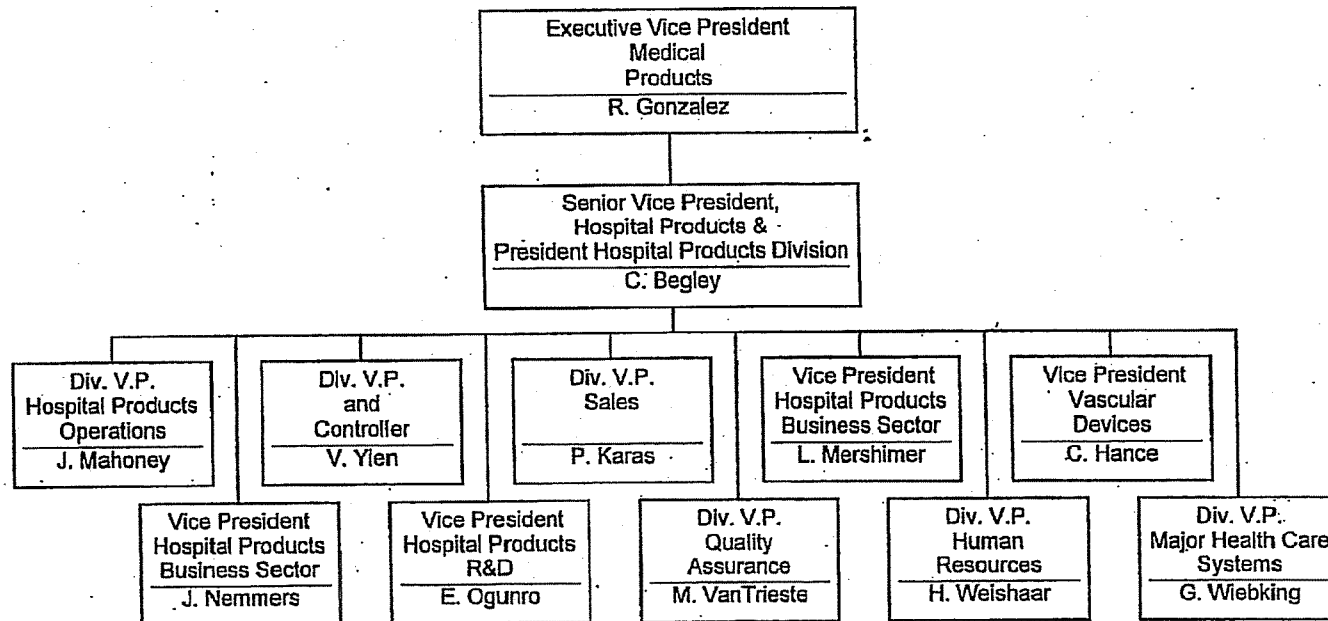 Executive Vice President
Medical
Products
R. Gonzalez
Senior Vice President,
Hospital Products &
President Hospital Products Division
C. Begley
Div. V.P.
Hospital Products
Operations
J. Mahoney
Div. V.P.
and
Controller
V. Yien
Div. V.P.
Sales
P. Karas
Vice President
Hospital Products
Business Sector
L. Mershimer
Vice President
Vascular
Devices
C. Hance
Vice President
Hospital Products
Business Sector
J. Nemmers
Vice President
Hospital Products
R&D
E. Ogunro
Div. V.P.
Quality
Assurance
M. VanTrieste
Div. V.P.
Human
Resources
H. Weishaar
Div. V.P.
Major Health Care
Systems
G. Wiebking